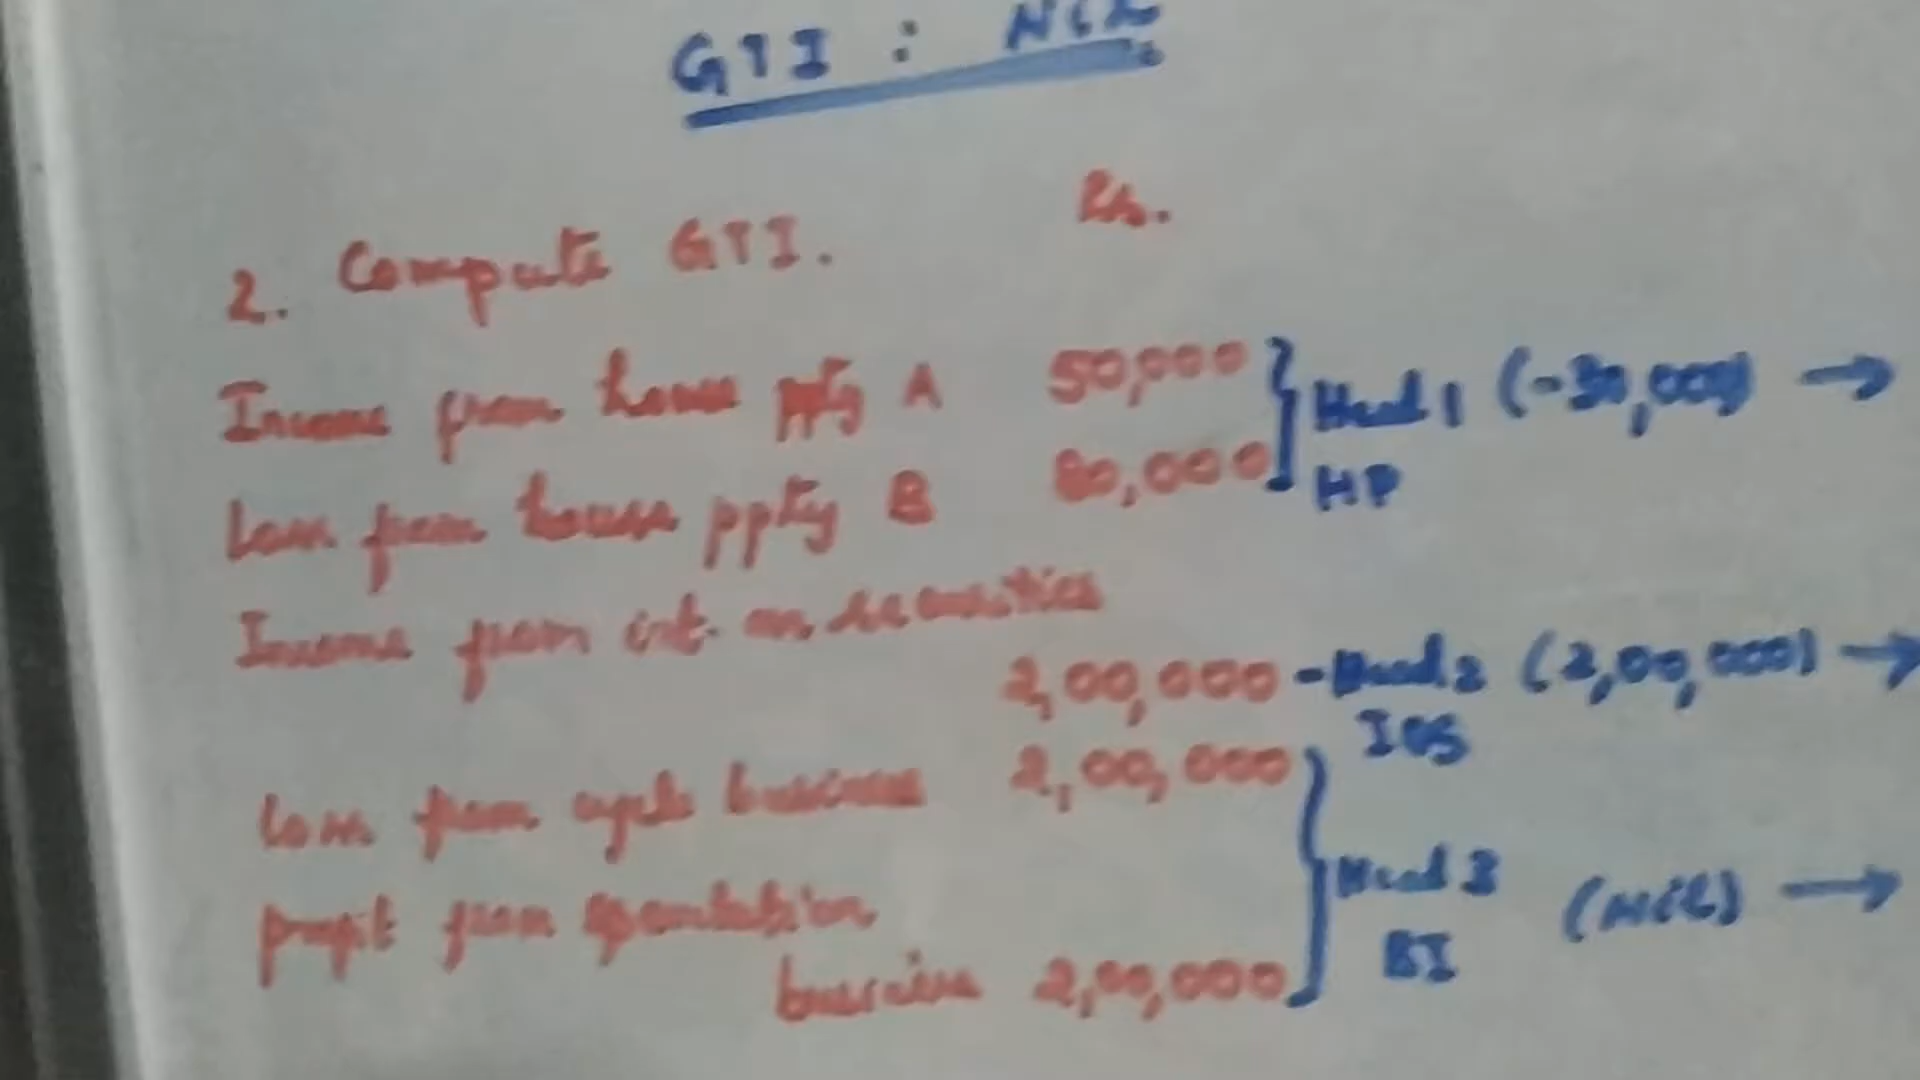 GTI : Nil
2. Compute GTI. Rs.
Income from house ppty A 50,000 Head 1 (-30,000) →
Loss from house ppty B 80,000 HP
Income from int. on securities
2,00,000 - Head 2 (2,00,000) →
IOS
Loss from cycle business 2,00,000
profit from speculation Head 3 (Nil) →
business 2,00,000 BI